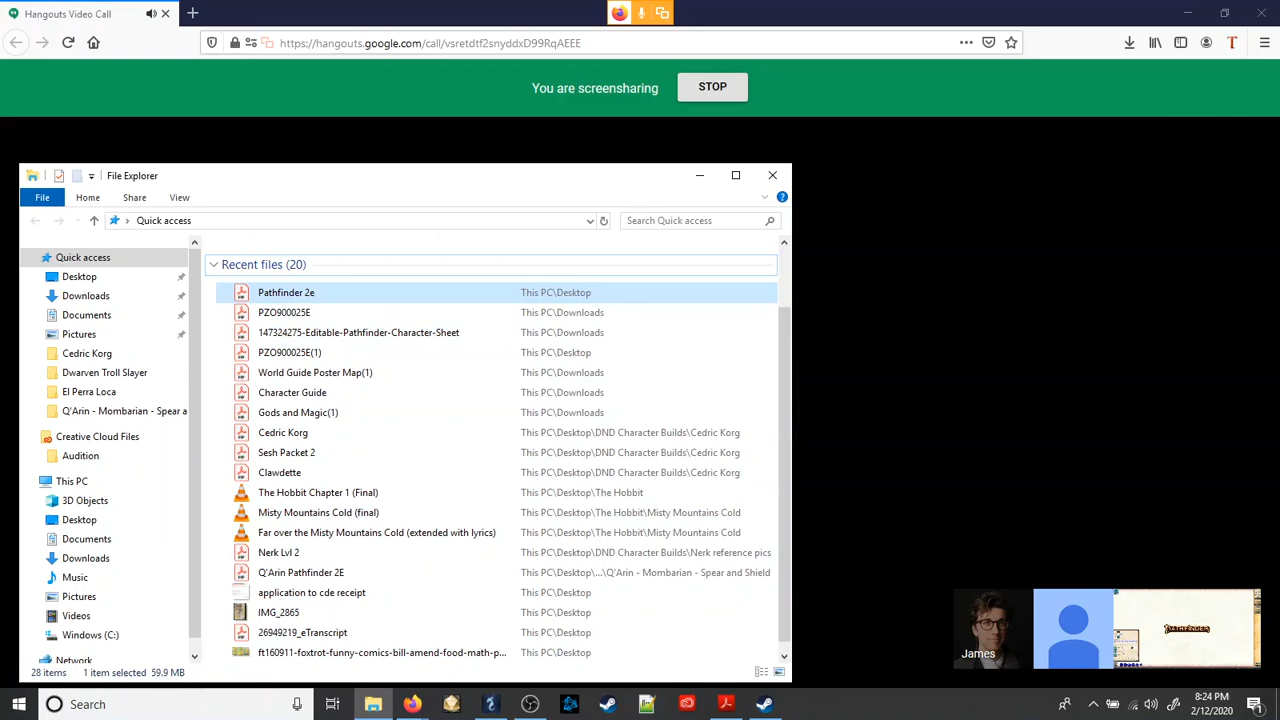 Hangouts Video Call
https://hangouts.google.com/call/vsretdtf2snyddxD99RqAEEE
You are screensharing STOP
File Explorer
File Home Share View
Quick access Search Quick access
Quick access
Desktop
Downloads
Documents
Pictures
Cedric Korg
Dwarven Troll Slayer
El Perra Loca
Q'Arin - Mombarian - Spear a
Creative Cloud Files
Audition
This PC
3D Objects
Desktop
Documents
Downloads
Music
Pictures
Videos
Windows (C:)
Network
Recent files (20)
Pathfinder 2e This PC\Desktop
PZO900025E This PC\Downloads
147324275-Editable-Pathfinder-Character-Sheet This PC\Downloads
PZO900025E(1) This PC\Desktop
World Guide Poster Map(1) This PC\Downloads
Character Guide This PC\Downloads
Gods and Magic(1) This PC\Downloads
Cedric Korg This PC\Desktop\DND Character Builds\Cedric Korg
Sesh Packet 2 This PC\Desktop\DND Character Builds\Cedric Korg
Clawdette This PC\Desktop\DND Character Builds\Cedric Korg
The Hobbit Chapter 1 (Final) This PC\Desktop\The Hobbit
Misty Mountains Cold (final) This PC\Desktop\The Hobbit\Misty Mountains Cold
Far over the Misty Mountains Cold (extended with lyrics) This PC\Desktop\The Hobbit\Misty Mountains Cold
Nerk Lvl 2 This PC\Desktop\DND Character Builds\Nerk reference pics
Q'Arin Pathfinder 2E This PC\Desktop\...\Q'Arin - Mombarian - Spear and Shield
application to cde receipt This PC\Desktop
IMG_2865 This PC\Desktop
26949219_eTranscript This PC\Downloads
ft160911-foxtrot-funny-comics-bill-amend-food-math-p... This PC\Downloads
28 items 1 item selected 59.9 MB
James
PATHFINDER
Search
8:24 PM
2/12/2020